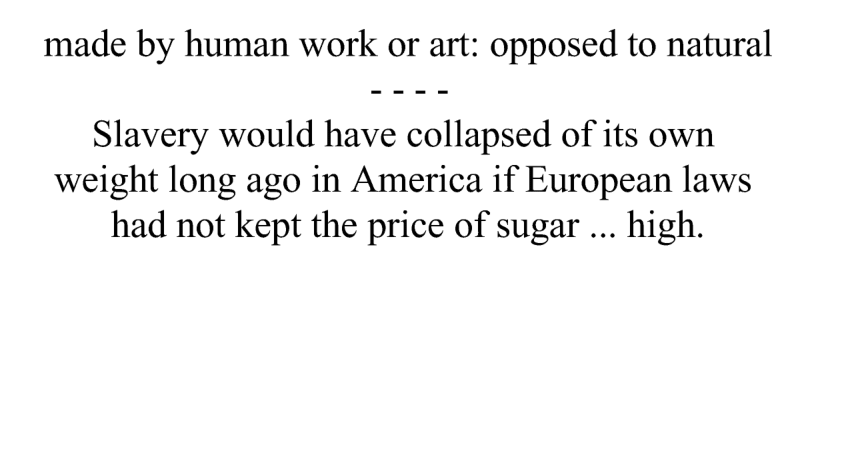 made by human work or art: opposed to natural
- - - -
Slavery would have collapsed of its own
weight long ago in America if European laws
had not kept the price of sugar ... high.